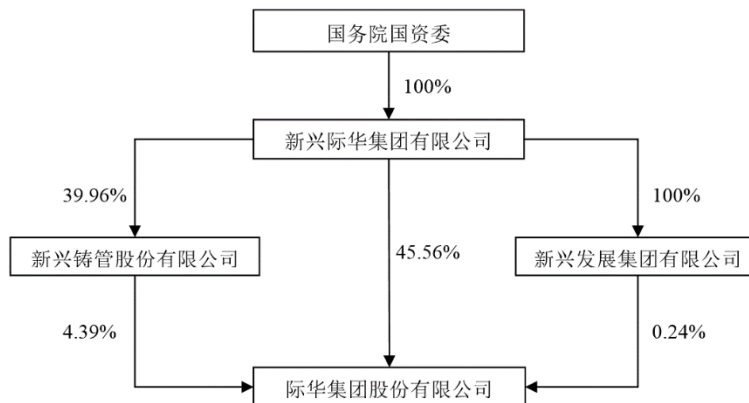 国务院国资委
100%
新兴际华集团有限公司
39.96%
100%
新兴铸管股份有限公司
45.56%
新兴发展集团有限公司
4.39%
0.24%
际华集团股份有限公司